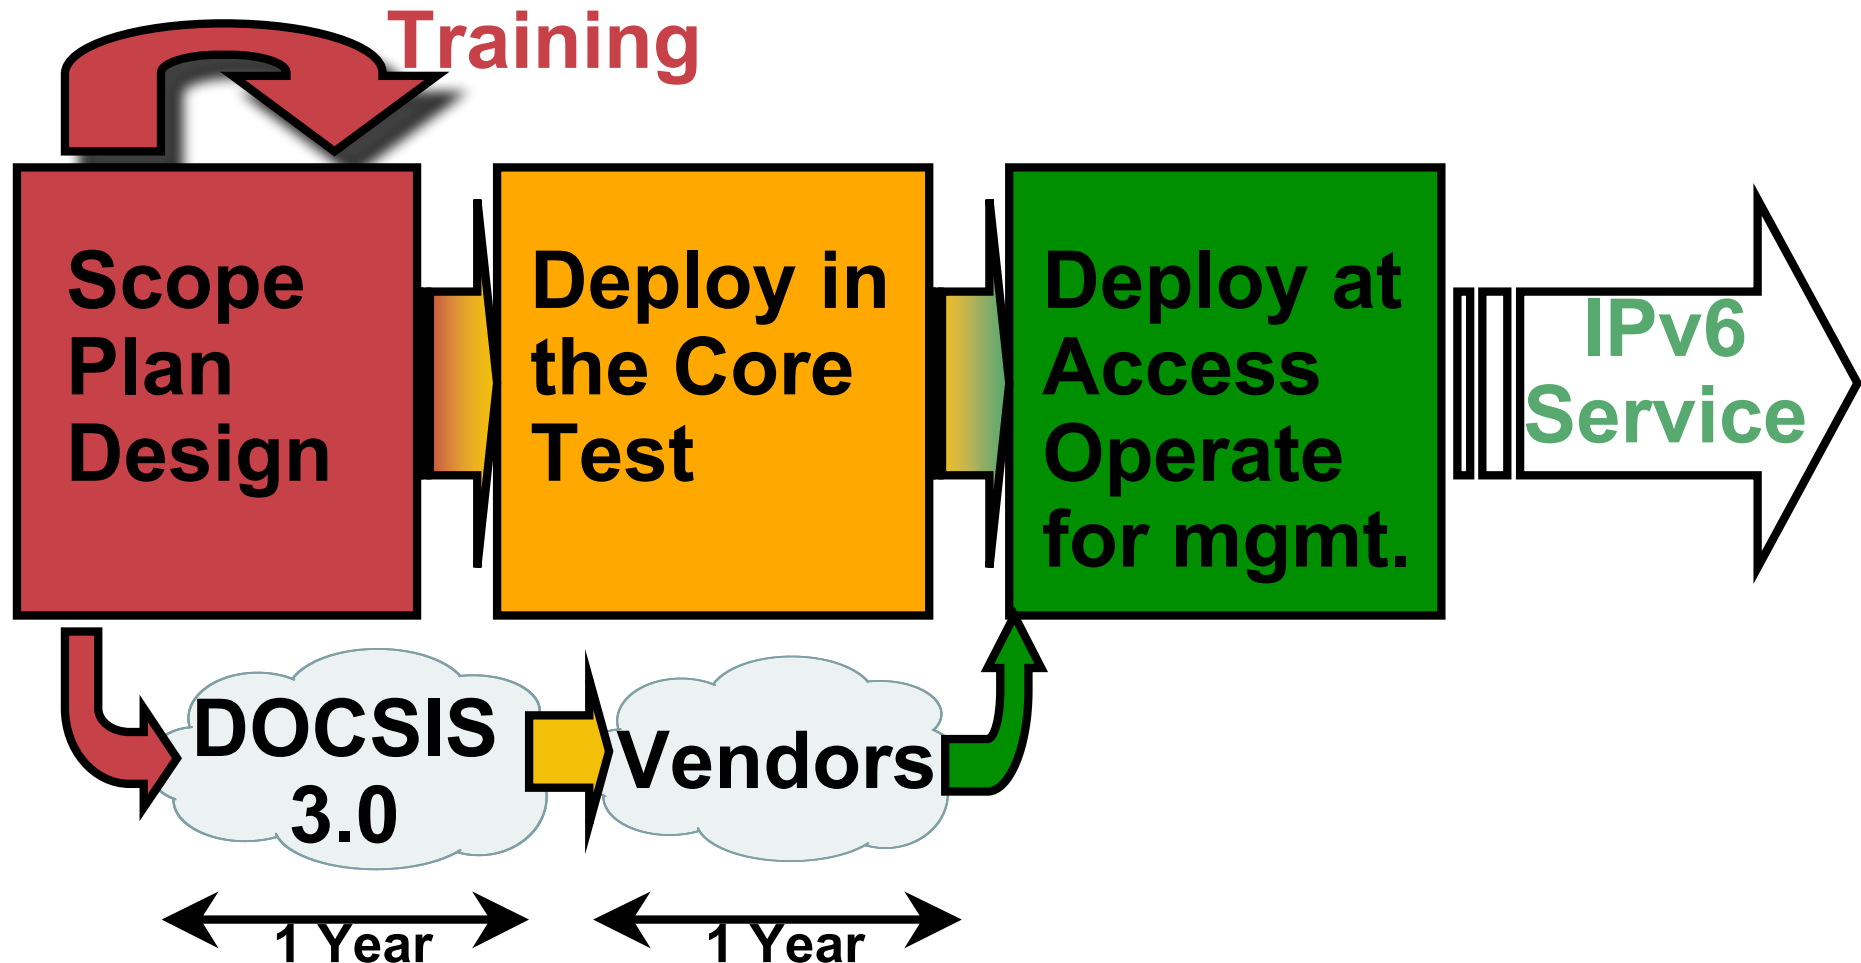 Training
Scope
Plan
Design
Deploy in
the Core
Test
Deploy at
Access
Operate
for mgmt.
IPv6
Service
DOCSIS
3.0
Vendors
1 Year
1 Year